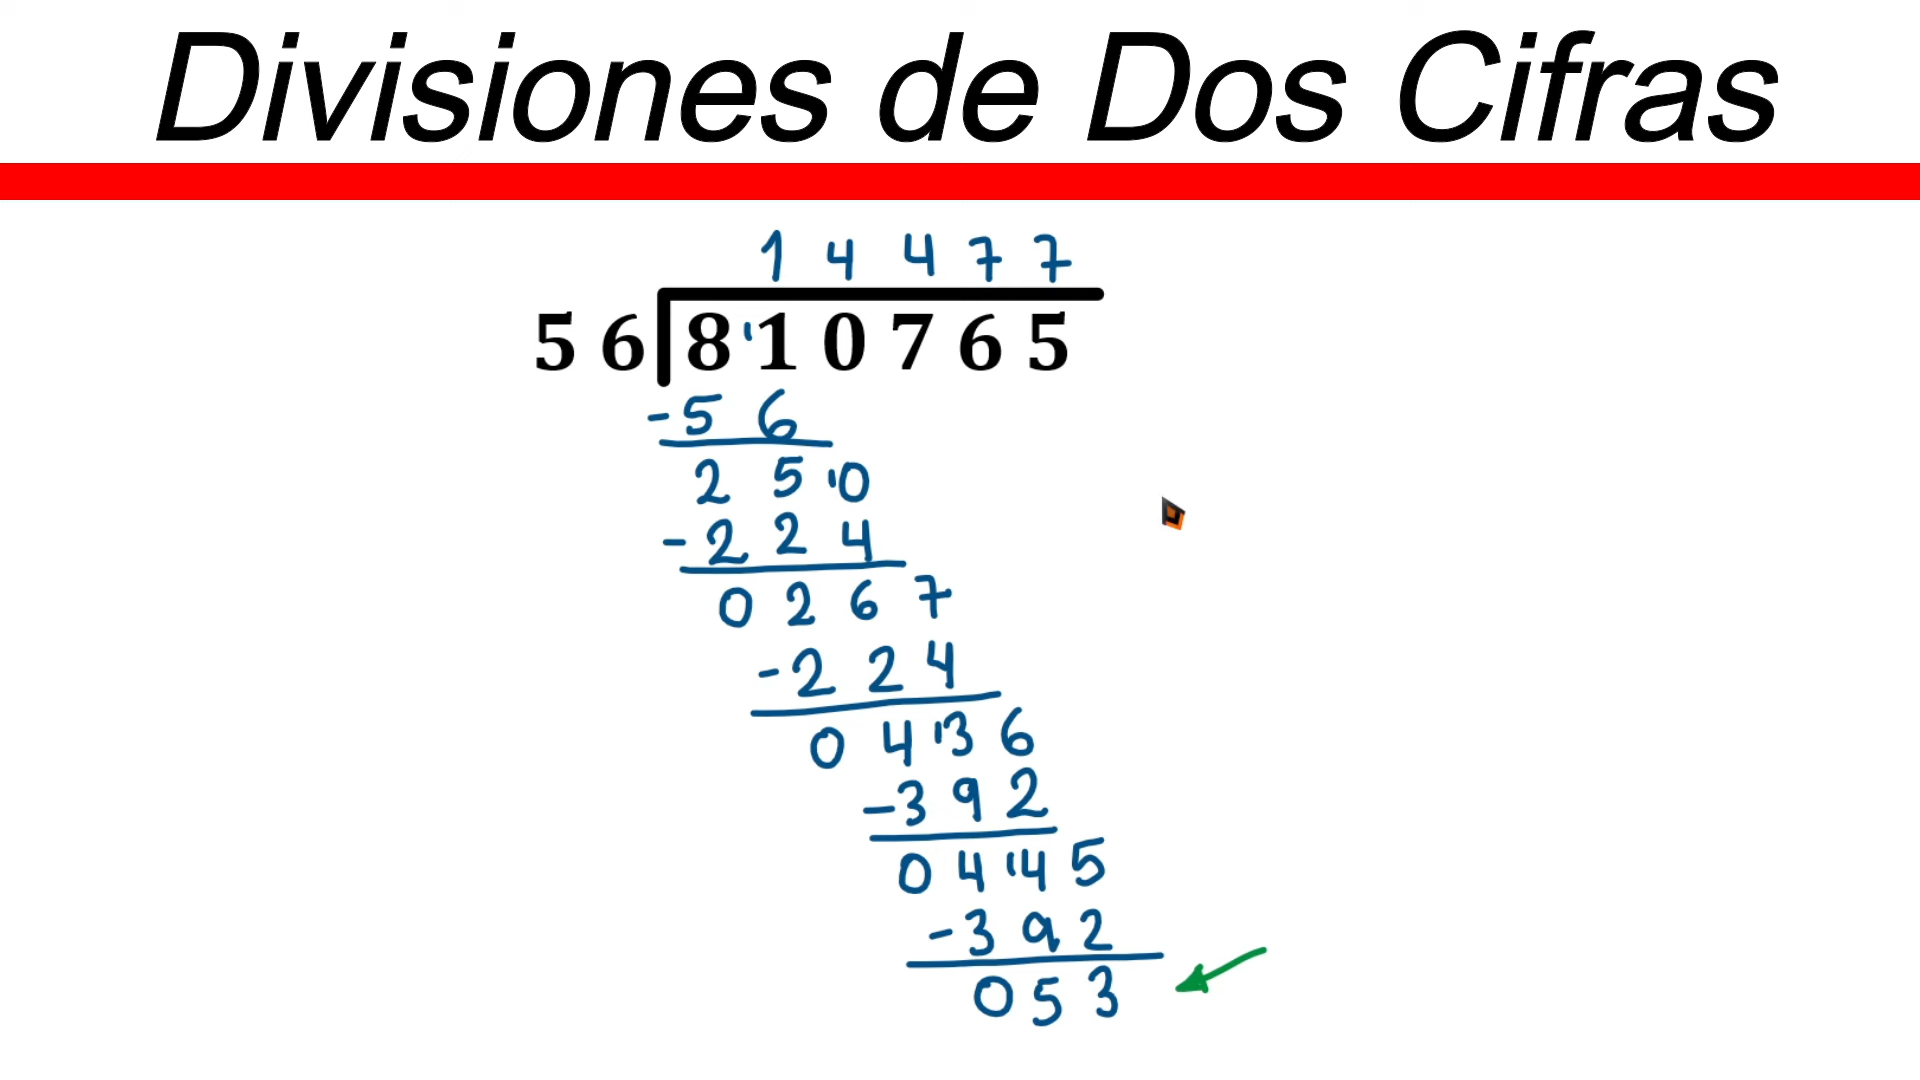 Divisiones de Dos Cifras
1 4 4 7 7
5 6 8'1 0 7 6 5
-5 6
2 5 '0
-2 2 4
0 2 6 7
-2 2 4
0 4 '3 6
-3 9 2
0 4 '4 5
-3 9 2
0 5 3